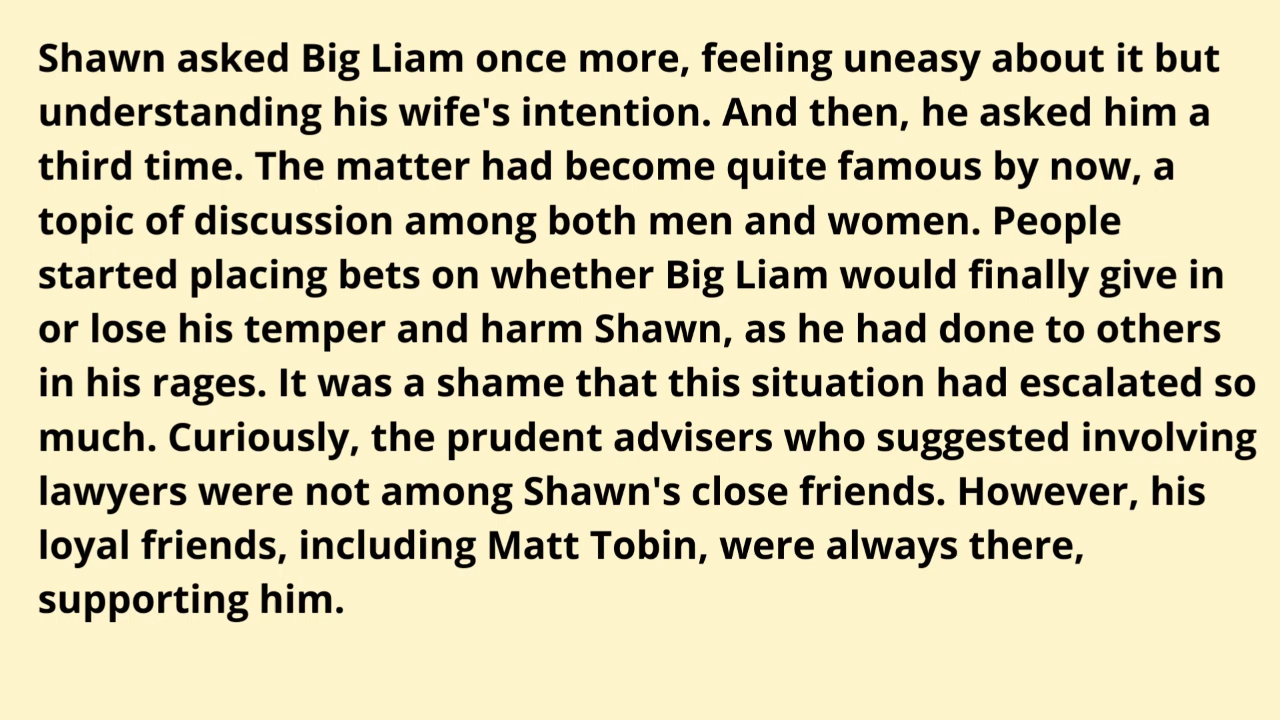 Shawn asked Big Liam once more, feeling uneasy about it but
understanding his wife's intention. And then, he asked him a
third time. The matter had become quite famous by now, a
topic of discussion among both men and women. People
started placing bets on whether Big Liam would finally give in
or lose his temper and harm Shawn, as he had done to others
in his rages. It was a shame that this situation had escalated so
much. Curiously, the prudent advisers who suggested involving
lawyers were not among Shawn's close friends. However, his
loyal friends, including Matt Tobin, were always there,
supporting him.